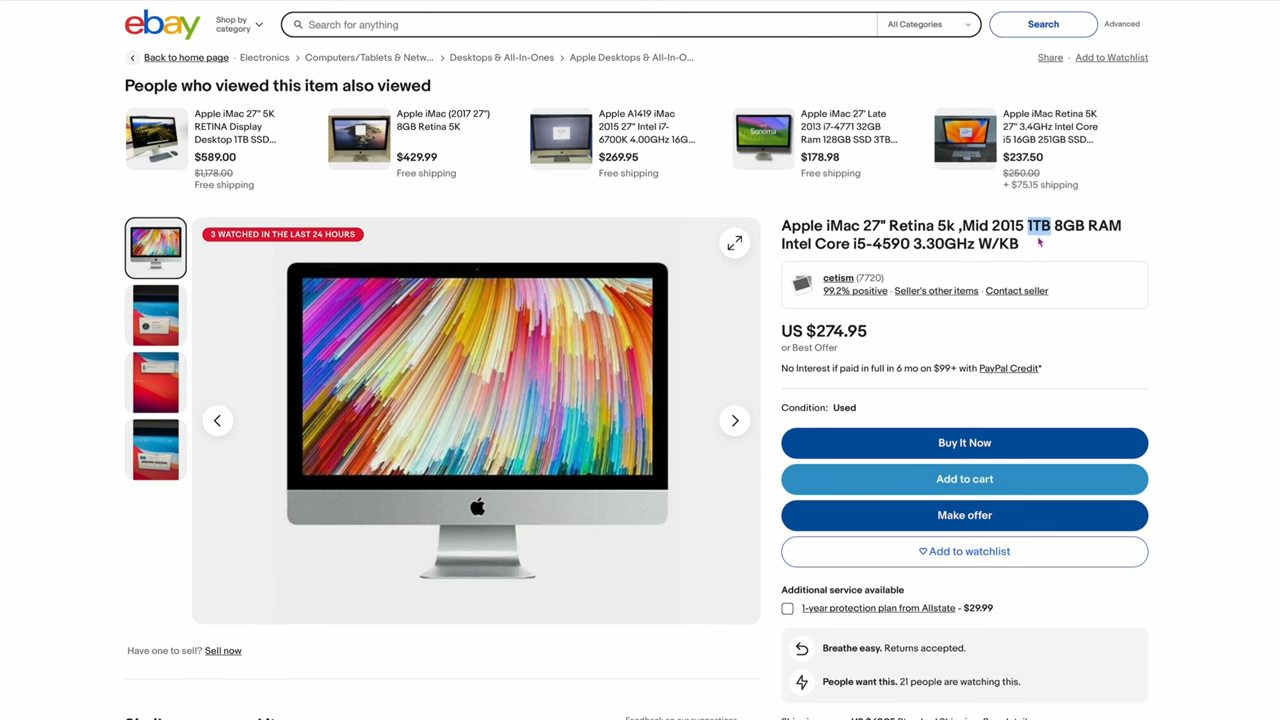 ebay
Shop by
category
Search for anything
All Categories
Search
Advanced
Back to home page
Electronics
Computers/Tablets & Netw...
Desktops & All-In-Ones
Apple Desktops & All-In-O...
Share
Add to Watchlist
People who viewed this item also viewed
Apple iMac 27" 5K
RETINA Display
Desktop 1TB SSD...
$589.00
$1,178.00
Free shipping
Apple iMac (2017 27")
8GB Retina 5K
$429.99
Free shipping
Apple A1419 iMac
2015 27" Intel i7-
6700K 4.00GHz 16G...
$269.95
Free shipping
Sonoma
Apple iMac 27' Late
2013 i7-4771 32GB
Ram 128GB SSD 3TB...
$178.98
Free shipping
Apple iMac Retina 5K
27" 3.4GHz Intel Core
i5 16GB 251GB SSD...
$237.50
$250.00
+ $75.15 shipping
3 WATCHED IN THE LAST 24 HOURS
Apple iMac 27" Retina 5k ,Mid 2015 1TB 8GB RAM
Intel Core i5-4590 3.30GHz W/KB
cetism (7720)
99.2% positive · Seller's other items · Contact seller
US $274.95
or Best Offer
No Interest if paid in full in 6 mo on $99+ with PayPal Credit*
Condition: Used
Buy It Now
Add to cart
Make offer
Add to watchlist
Additional service available
1-year protection plan from Allstate - $29.99
Breathe easy. Returns accepted.
People want this. 21 people are watching this.
Have one to sell? Sell now